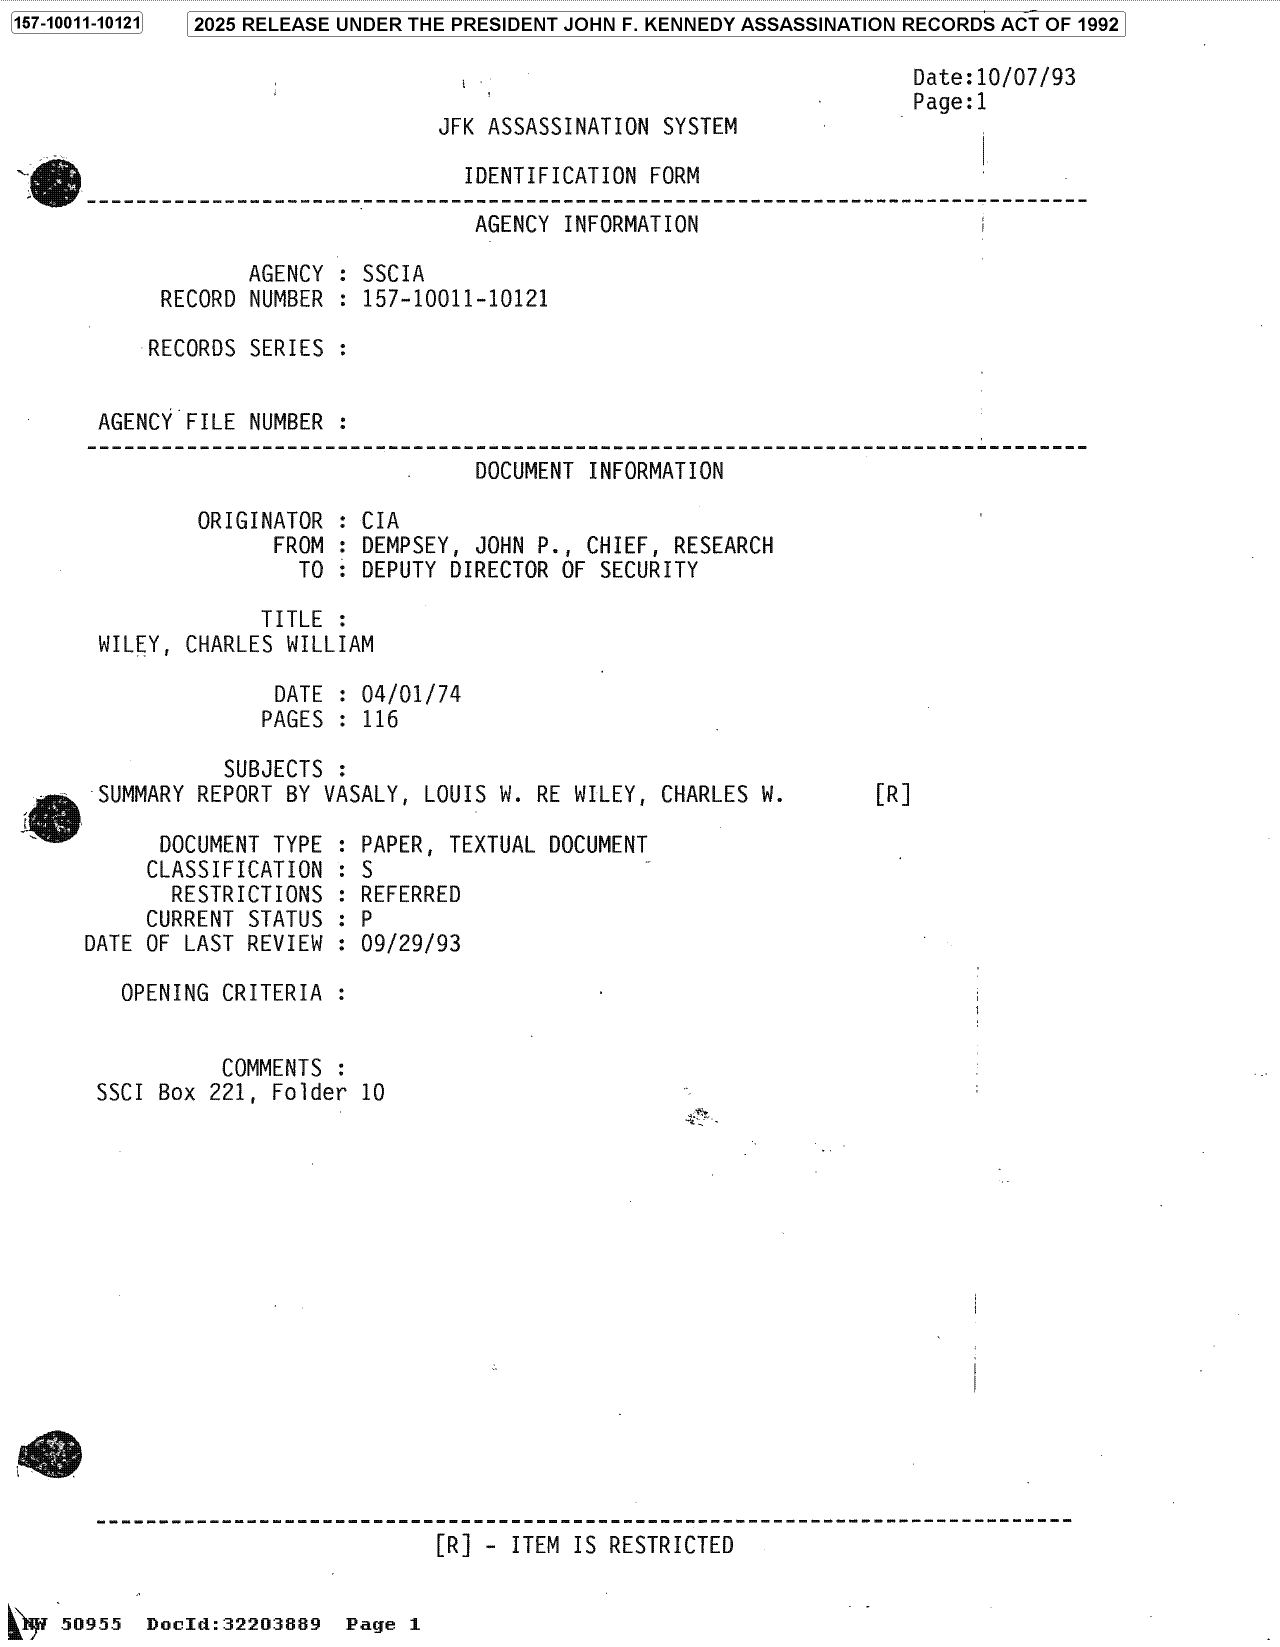 157-10011-10121
2025 RELEASE UNDER THE PRESIDENT JOHN F. KENNEDY ASSASSINATION RECORDS ACT OF 1992
Date:10/07/93
Page:1
JFK ASSASSINATION SYSTEM
IDENTIFICATION FORM
AGENCY INFORMATION
AGENCY : SSCIA
RECORD NUMBER : 157-10011-10121
RECORDS SERIES :
AGENCY FILE NUMBER :
DOCUMENT INFORMATION
ORIGINATOR : CIA
FROM : DEMPSEY, JOHN P., CHIEF, RESEARCH
TO : DEPUTY DIRECTOR OF SECURITY
TITLE :
WILEY, CHARLES WILLIAM
DATE : 04/01/74
PAGES : 116
SUBJECTS :
SUMMARY REPORT BY VASALY, LOUIS W. RE WILEY, CHARLES W. [R]
DOCUMENT TYPE : PAPER, TEXTUAL DOCUMENT
CLASSIFICATION : S
RESTRICTIONS : REFERRED
CURRENT STATUS : P
DATE OF LAST REVIEW : 09/29/93
OPENING CRITERIA :
COMMENTS :
SSCI Box 221, Folder 10
[R] - ITEM IS RESTRICTED
NW 50955 DocId:32203889 Page 1